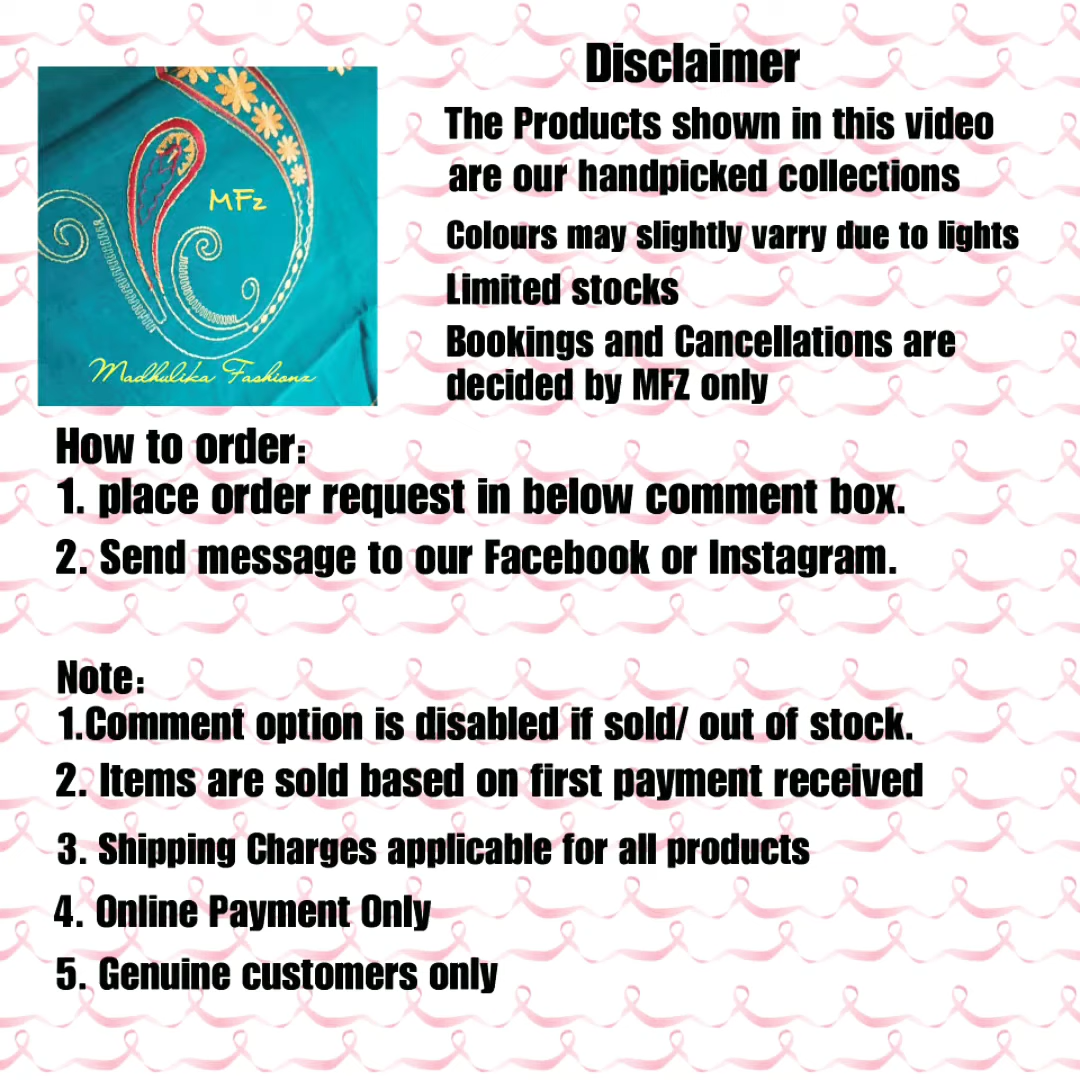 MFz
Madhulika Fashionz
Disclaimer
The Products shown in this video
are our handpicked collections
Colours may slightly varry due to lights
Limited stocks
Bookings and Cancellations are
decided by MFZ only
How to order:
1. place order request in below comment box.
2. Send message to our Facebook or Instagram.
Note:
1.Comment option is disabled if sold/ out of stock.
2. Items are sold based on first payment received
3. Shipping Charges applicable for all products
4. Online Payment Only
5. Genuine customers only